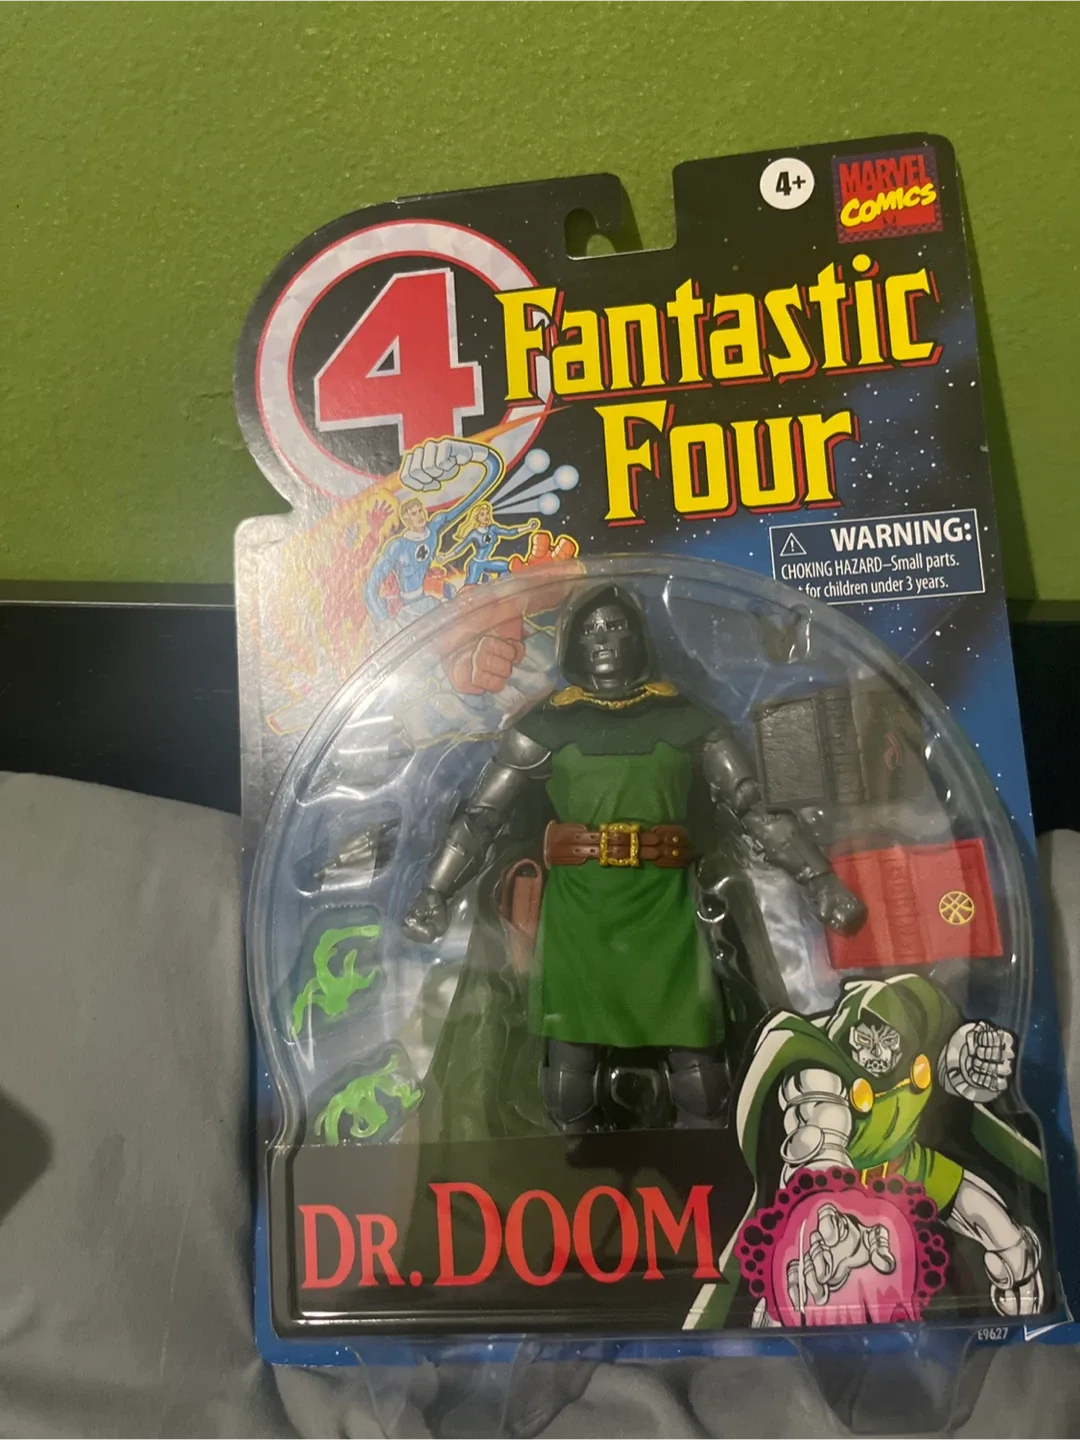 4+
MARVEL
COMICS
4
Fantastic
Four
WARNING:
CHOKING HAZARD–Small parts.
for children under 3 years.
DR. DOOM
E9627